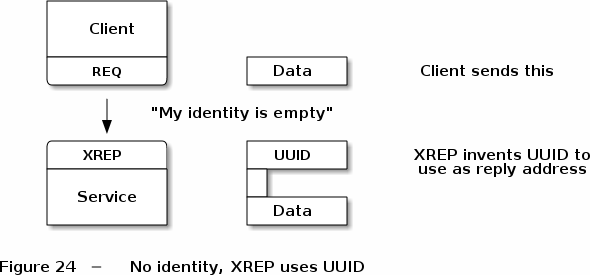 Client
REQ
Data
Client sends this
"My identity is empty"
XREP
UUID
XREP invents UUID to
use as reply address
Service
Data
Figure 24 – No identity, XREP uses UUID